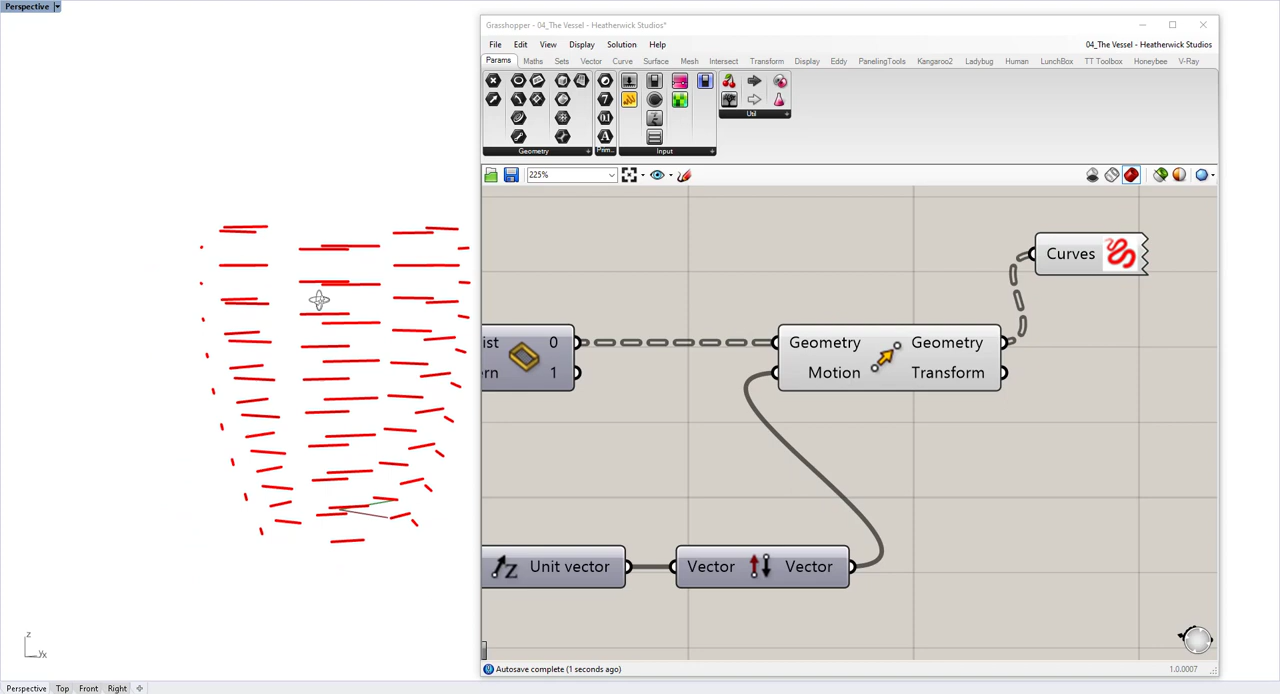 Perspective
Grasshopper - 04_The Vessel - Heatherwick Studios*
File Edit View Display Solution Help
04_The Vessel - Heatherwick Studios
Params Maths Sets Vector Curve Surface Mesh Intersect Transform Display Eddy PanelingTools Kangaroo2 Ladybug Human LunchBox TT Toolbox Honeybee V-Ray
Geometry Prim... Input Util
225%
Curves
ist 0
ern 1
Geometry Geometry
Motion Transform
Z Unit vector
Vector Vector
z
y x
Autosave complete (1 seconds ago)
1.0.0007
Perspective Top Front Right